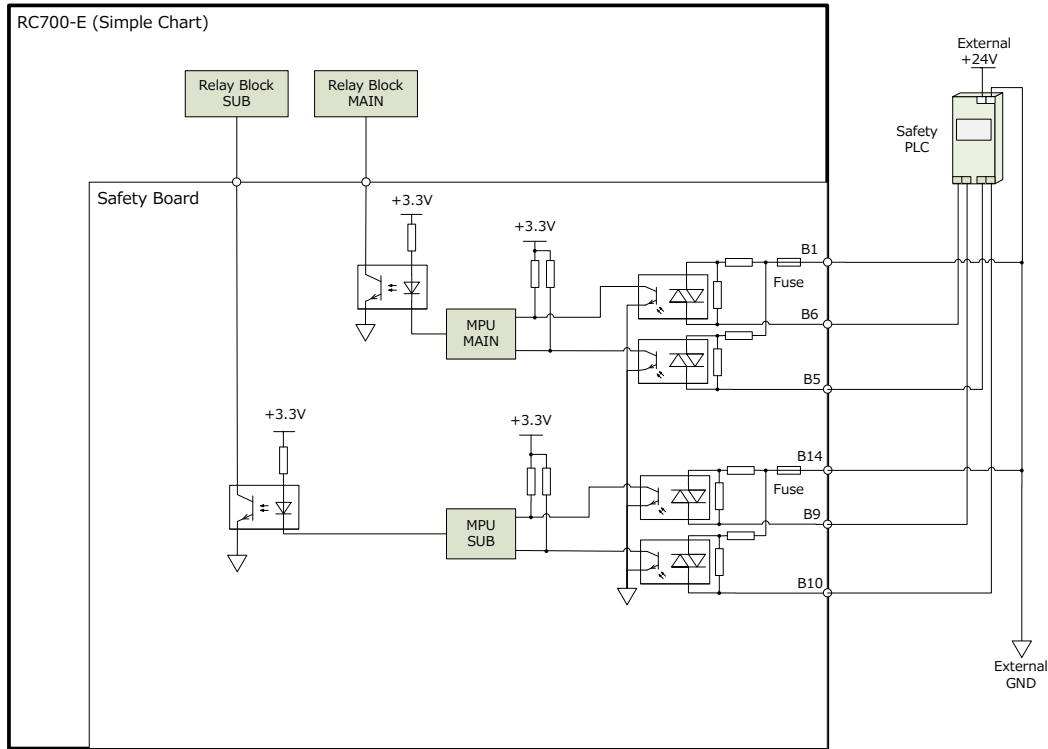 RC700-E (Simple Chart)
External
+24V
Relay Block
SUB
Relay Block
MAIN
Safety
PLC
Safety Board
+3.3V
+3.3V
B1
Fuse
MPU
MAIN
B6
B5
+3.3V
+3.3V
B14
Fuse
MPU
SUB
B9
B10
External
GND